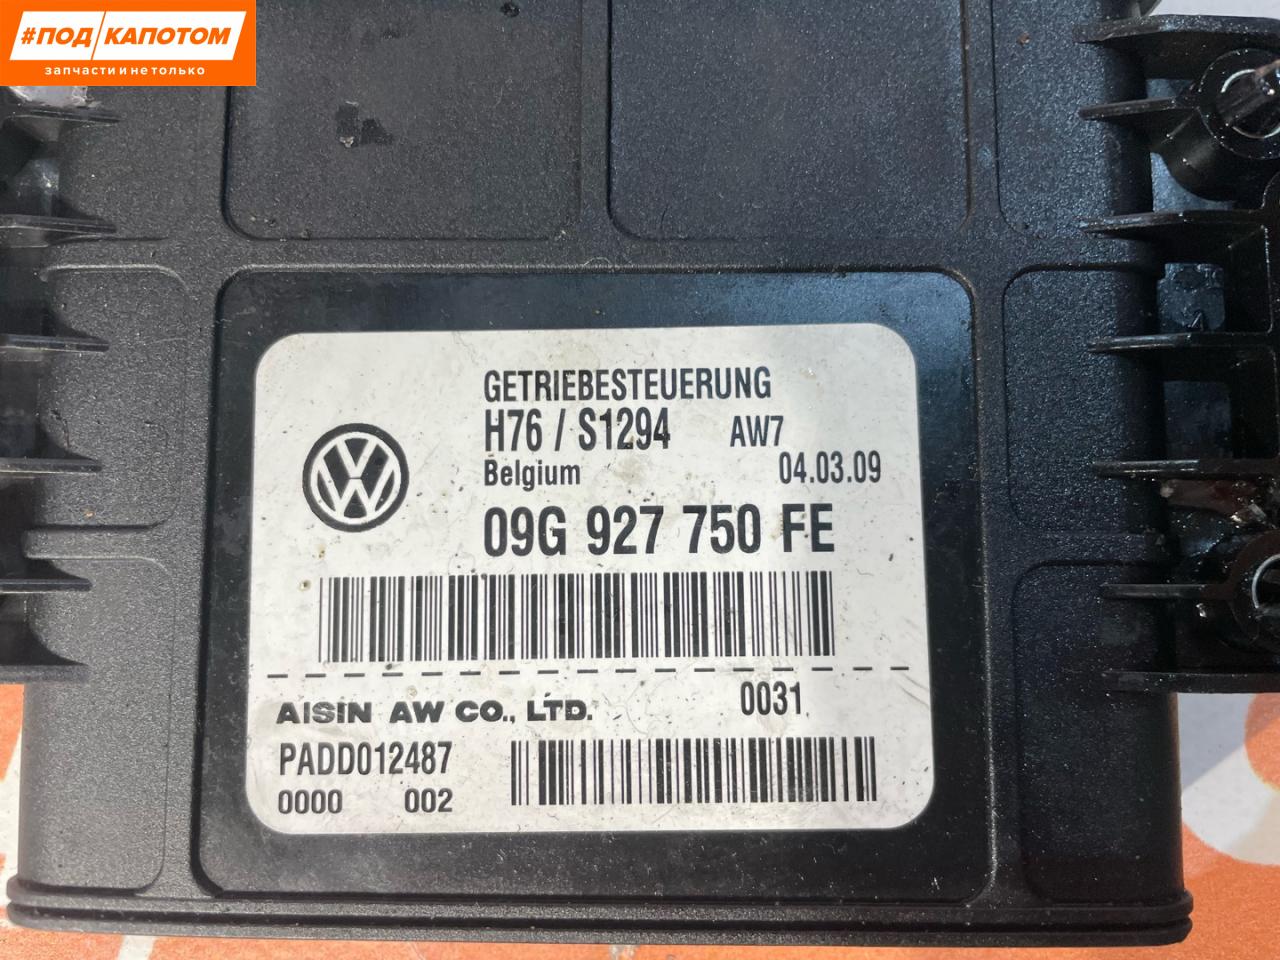 #ПОД КАПОТОМ
запчасти и не только
GETRIEBESTEUERUNG
H76 / S1294 AW7
Belgium 04.03.09
09G 927 750 FE
AISIN AW CO., LTD. 0031
PADD012487
0000 002